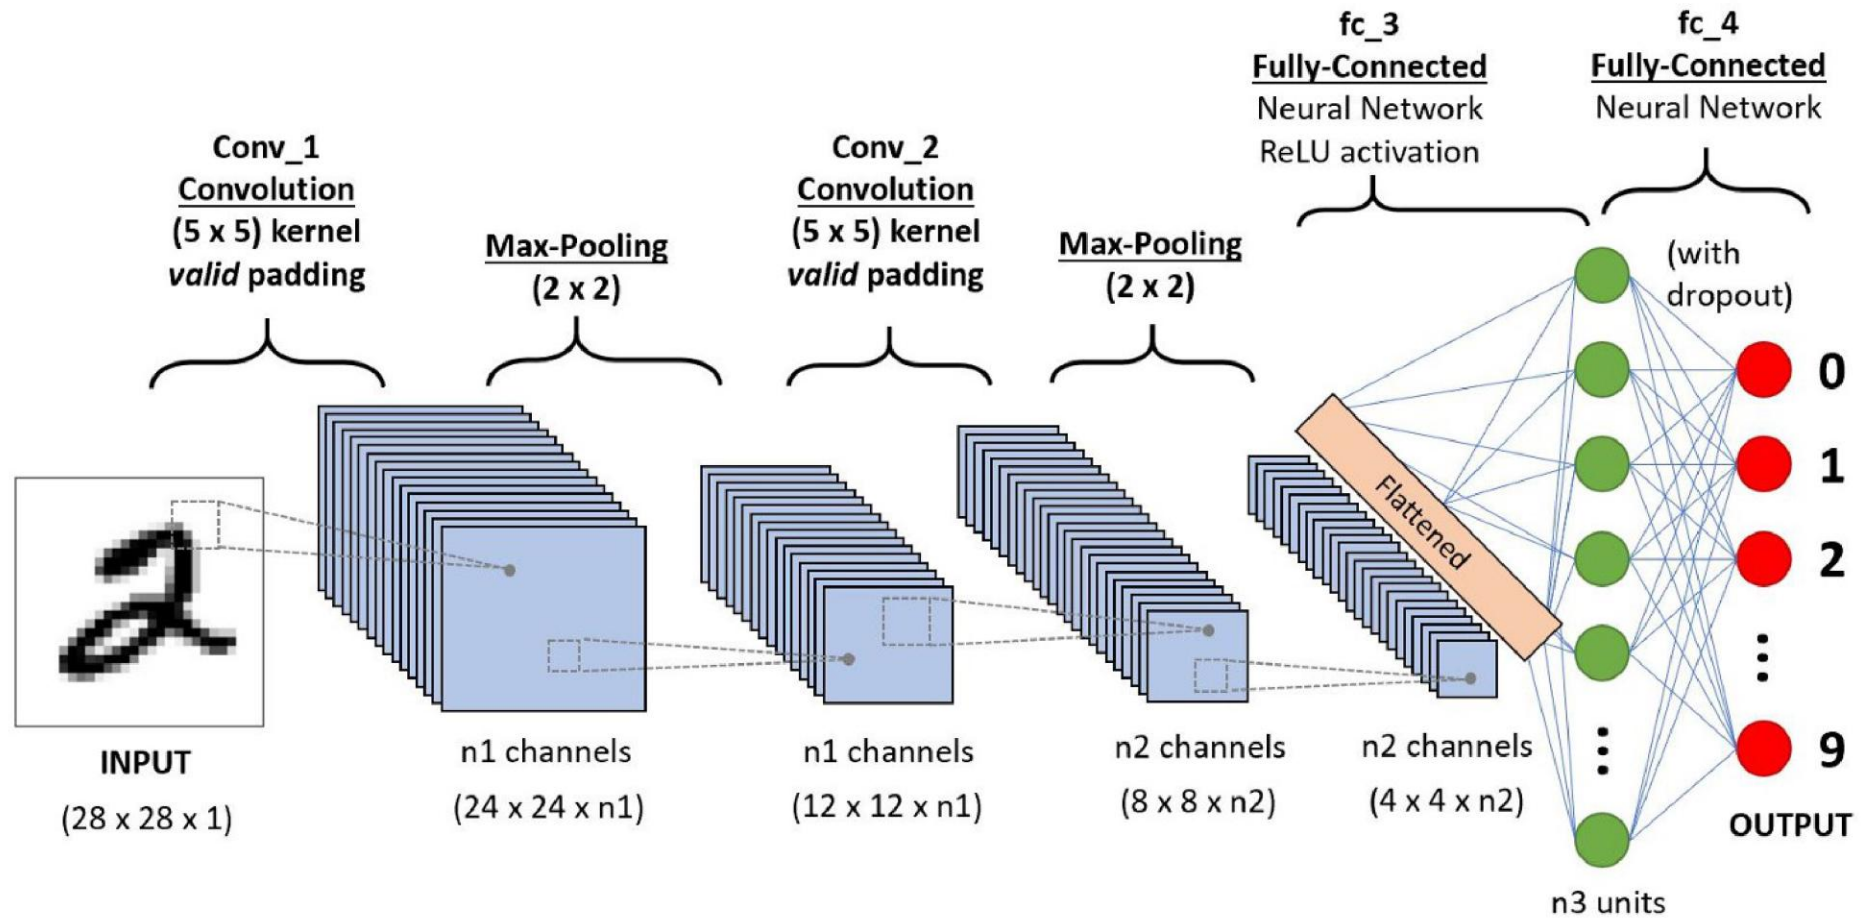 Conv_1
Convolution
(5 x 5) kernel
valid padding
Max-Pooling
(2 x 2)
Conv_2
Convolution
(5 x 5) kernel
valid padding
Max-Pooling
(2 x 2)
fc_3
Fully-Connected
Neural Network
ReLU activation
fc_4
Fully-Connected
Neural Network
(with
dropout)
Flattened
0
1
2
9
OUTPUT
INPUT
(28 x 28 x 1)
n1 channels
(24 x 24 x n1)
n1 channels
(12 x 12 x n1)
n2 channels
(8 x 8 x n2)
n2 channels
(4 x 4 x n2)
n3 units
2